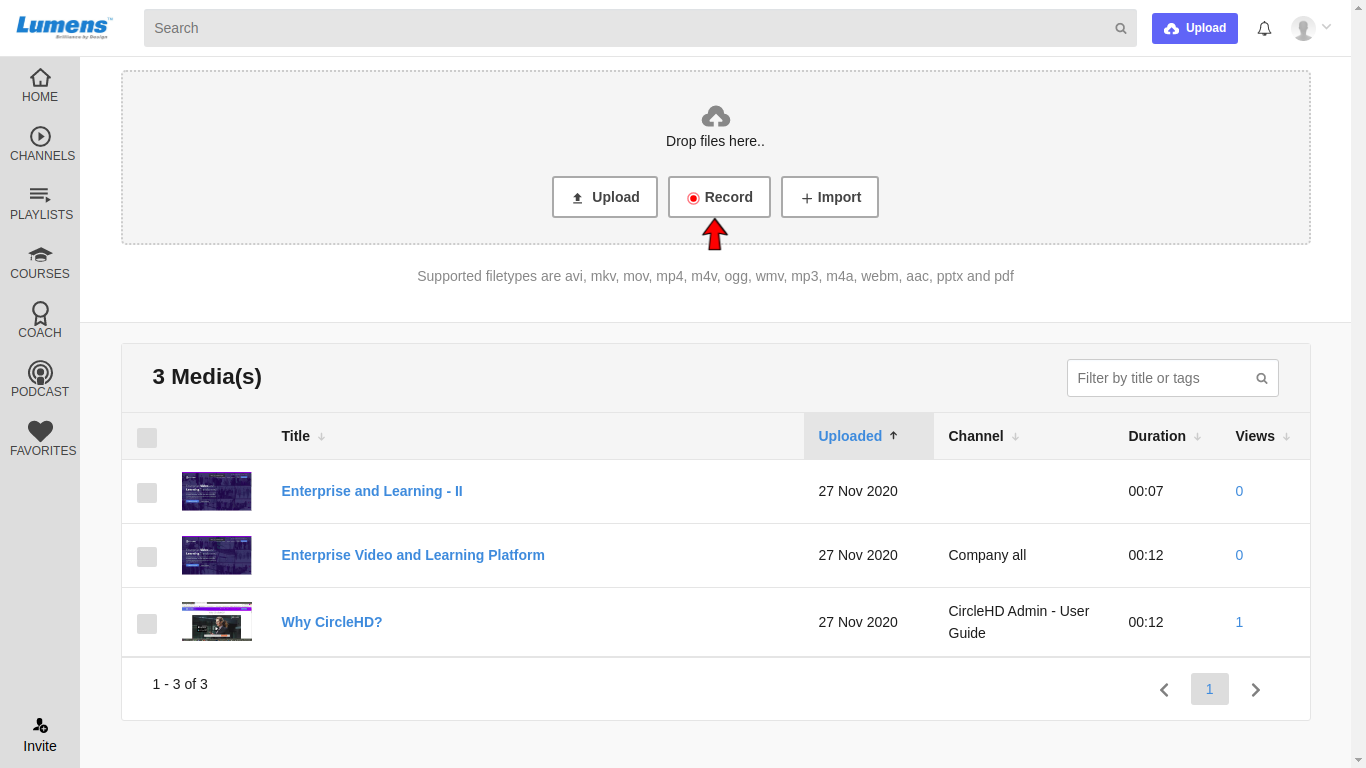 Lumens™
Brilliance by Design
Search
Upload
HOME
CHANNELS
PLAYLISTS
COURSES
COACH
PODCAST
FAVORITES
Invite
Drop files here..
Upload
Record
Import
Supported filetypes are avi, mkv, mov, mp4, m4v, ogg, wmv, mp3, m4a, webm, aac, pptx and pdf
3 Media(s)
Filter by title or tags
Title Uploaded Channel Duration Views
Enterprise and Learning - II 27 Nov 2020 00:07 0
Enterprise Video and Learning Platform 27 Nov 2020 Company all 00:12 0
Why CircleHD? 27 Nov 2020 CircleHD Admin - User 00:12 1
Guide
1 - 3 of 3
1